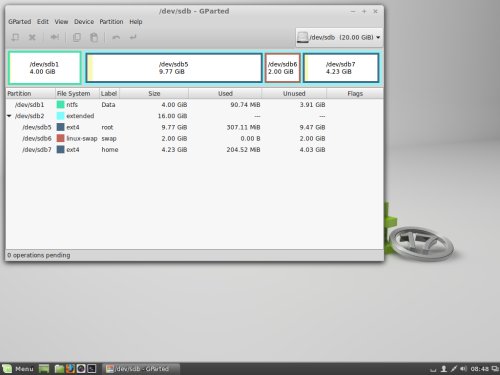 /dev/sdb - GParted
GParted Edit View Device Partition Help
/dev/sdb (20.00 GiB)
/dev/sdb1 /dev/sdb5 /dev/sdb6 /dev/sdb7
4.00 GiB 9.77 GiB 2.00 GiB 4.23 GiB
Partition File System Label Size Used Unused Flags
/dev/sdb1 ntfs Data 4.00 GiB 90.74 MiB 3.91 GiB
/dev/sdb2 extended 16.00 GiB --- ---
/dev/sdb5 ext4 root 9.77 GiB 307.11 MiB 9.47 GiB
/dev/sdb6 linux-swap swap 2.00 GiB 0.00 B 2.00 GiB
/dev/sdb7 ext4 home 4.23 GiB 204.52 MiB 4.03 GiB
0 operations pending
17
Menu /dev/sdb - GParted 08:48